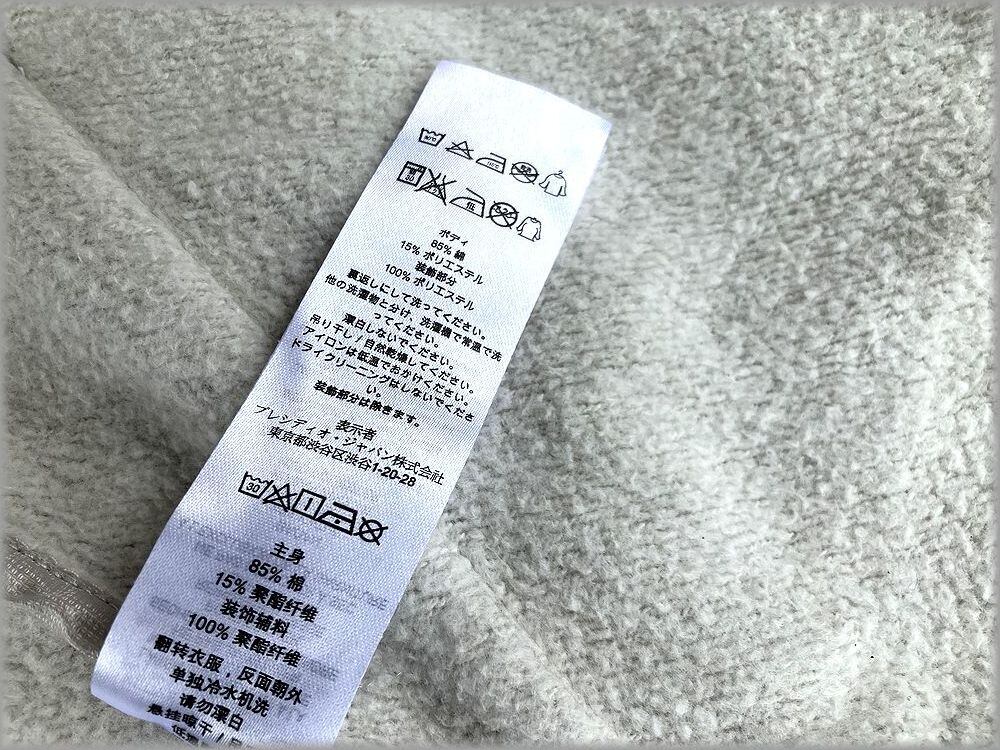 ボディ
85% 綿
15% ポリエステル
装飾部分
100% ポリエステル
裏返しにして洗ってください。
他の洗濯物と分け、洗濯機で常温で洗
ってください。
漂白しないでください。
吊り干し/自然乾燥してください。
アイロンは低温でおかけください。
ドライクリーニングはしないでくださ
い。
装飾部分は除きます。
表示者
プレシディオ・ジャパン株式会社
東京都渋谷区渋谷1-20-28
30
主身
85% 棉
15% 聚酯纤维
装饰辅料
100% 聚酯纤维
翻转衣服，反面朝外
单独冷水机洗
请勿漂白